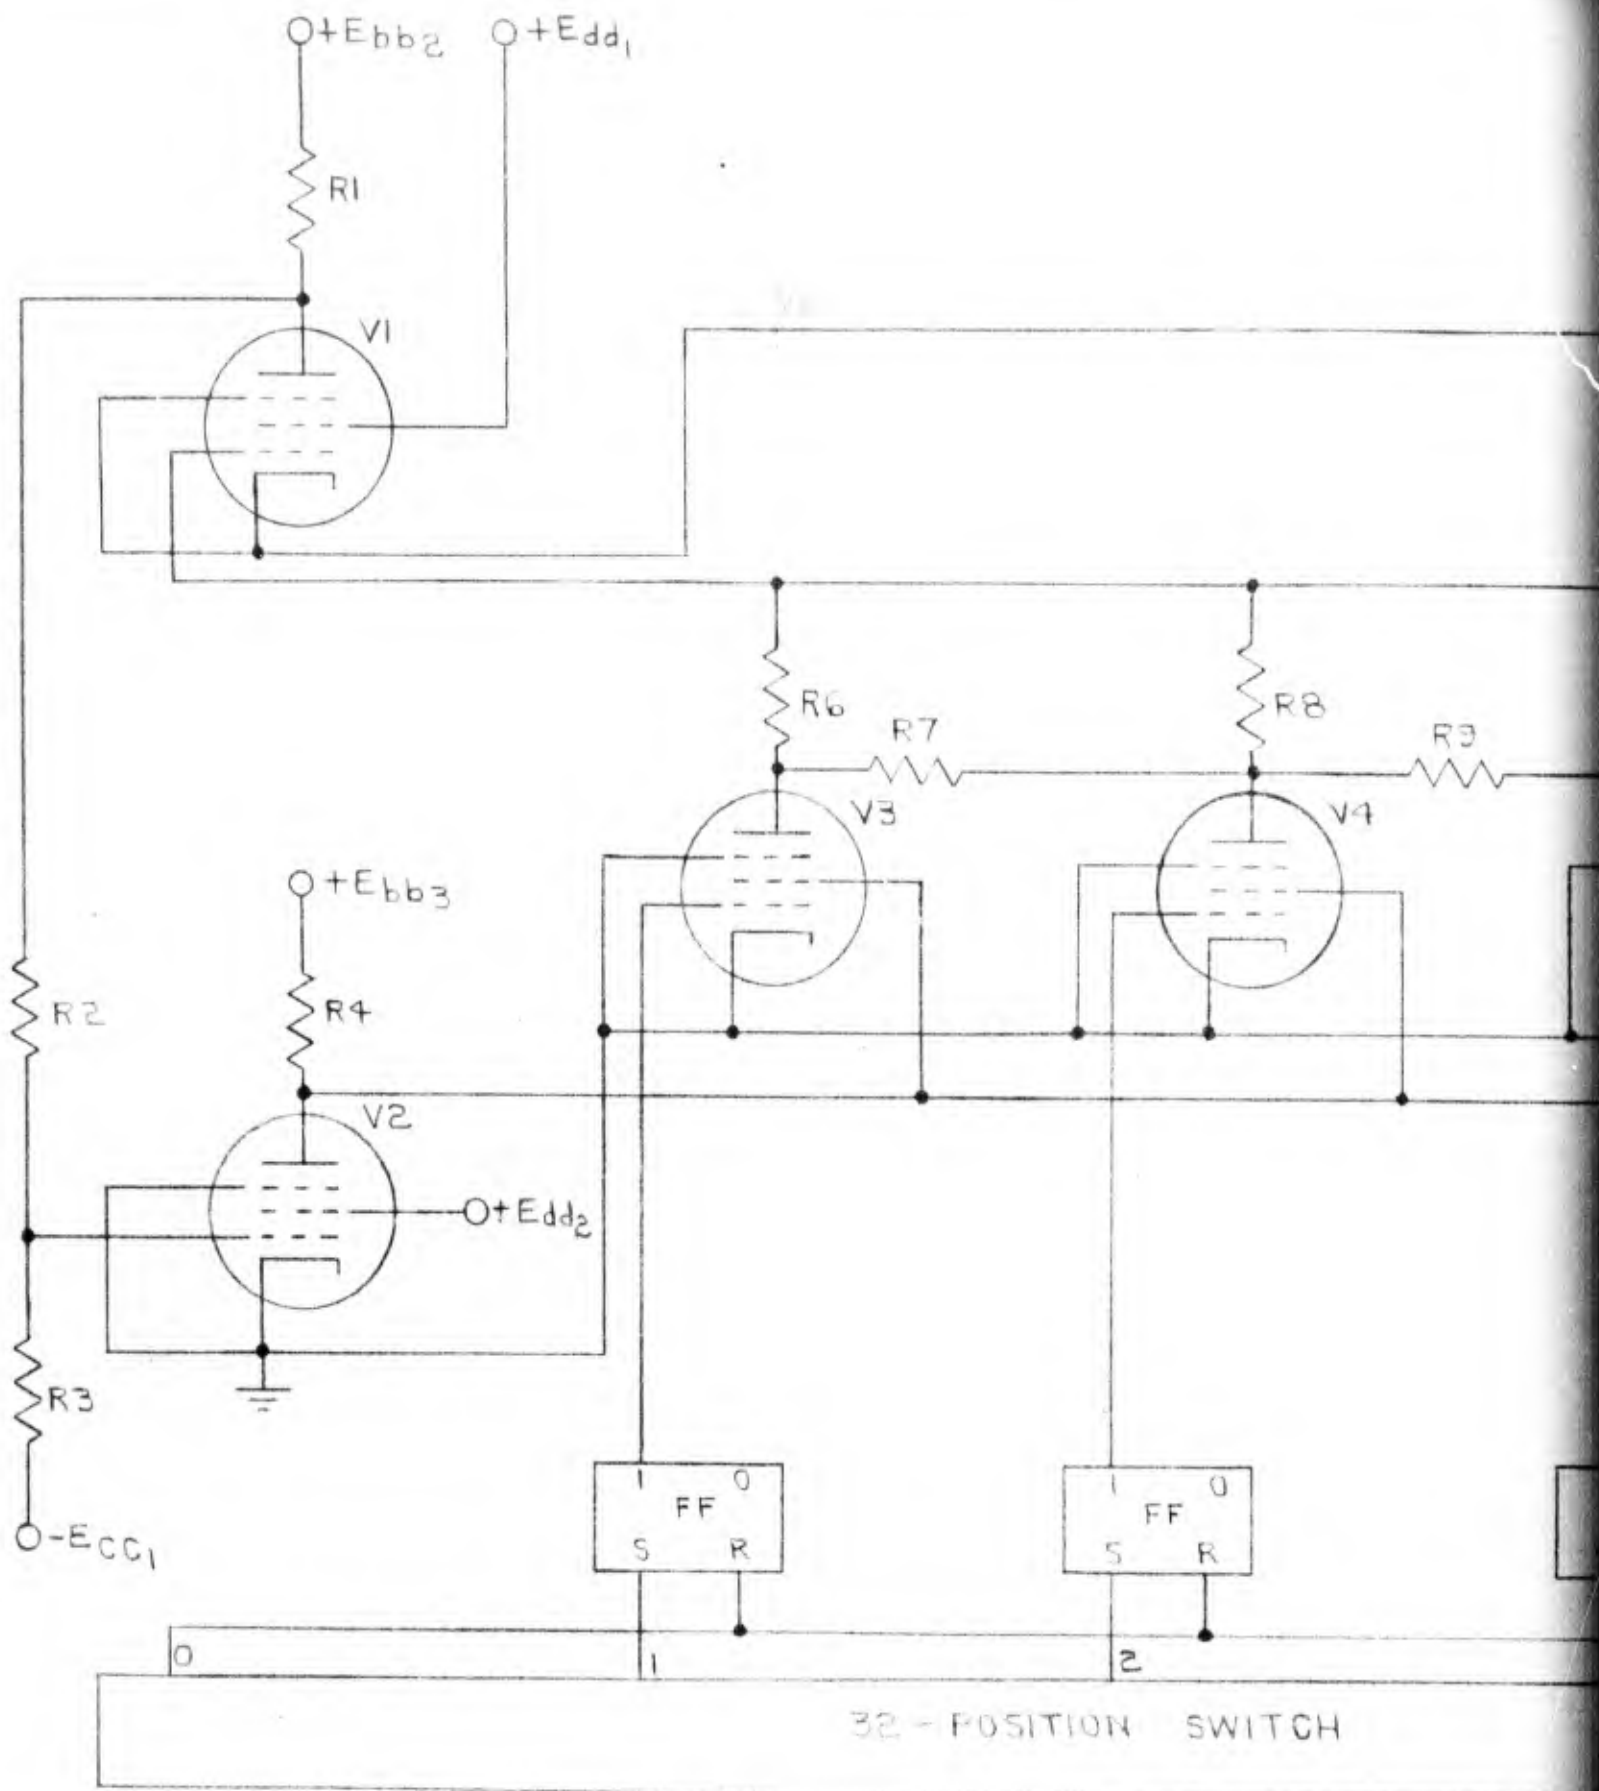 +Ebb2 +Edd1
R1
V1
R6
R7
R8
R9
V3
V4
+Ebb3
R2
R4
V2
+Edd2
R3
1 0
FF
S R
1 0
FF
S R
-Ecc1
0 1 2
32-POSITION SWITCH